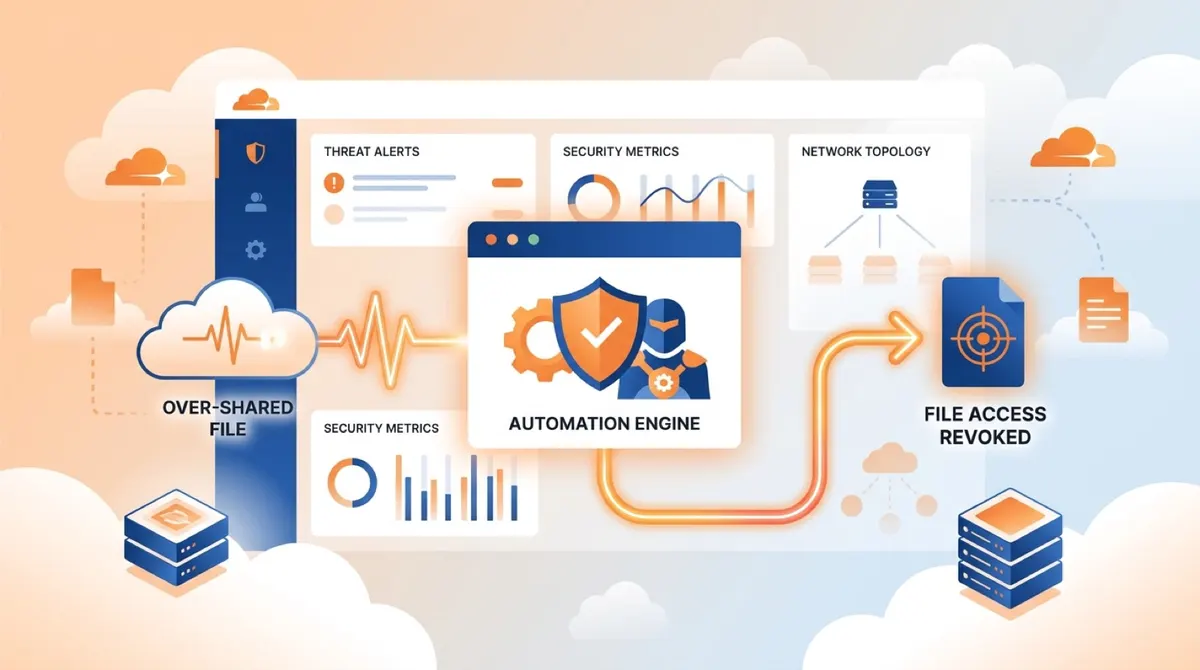 THREAT ALERTS
SECURITY METRICS
NETWORK TOPOLOGY
OVER-SHARED
FILE
AUTOMATION ENGINE
FILE ACCESS
REVOKED
SECURITY METRICS